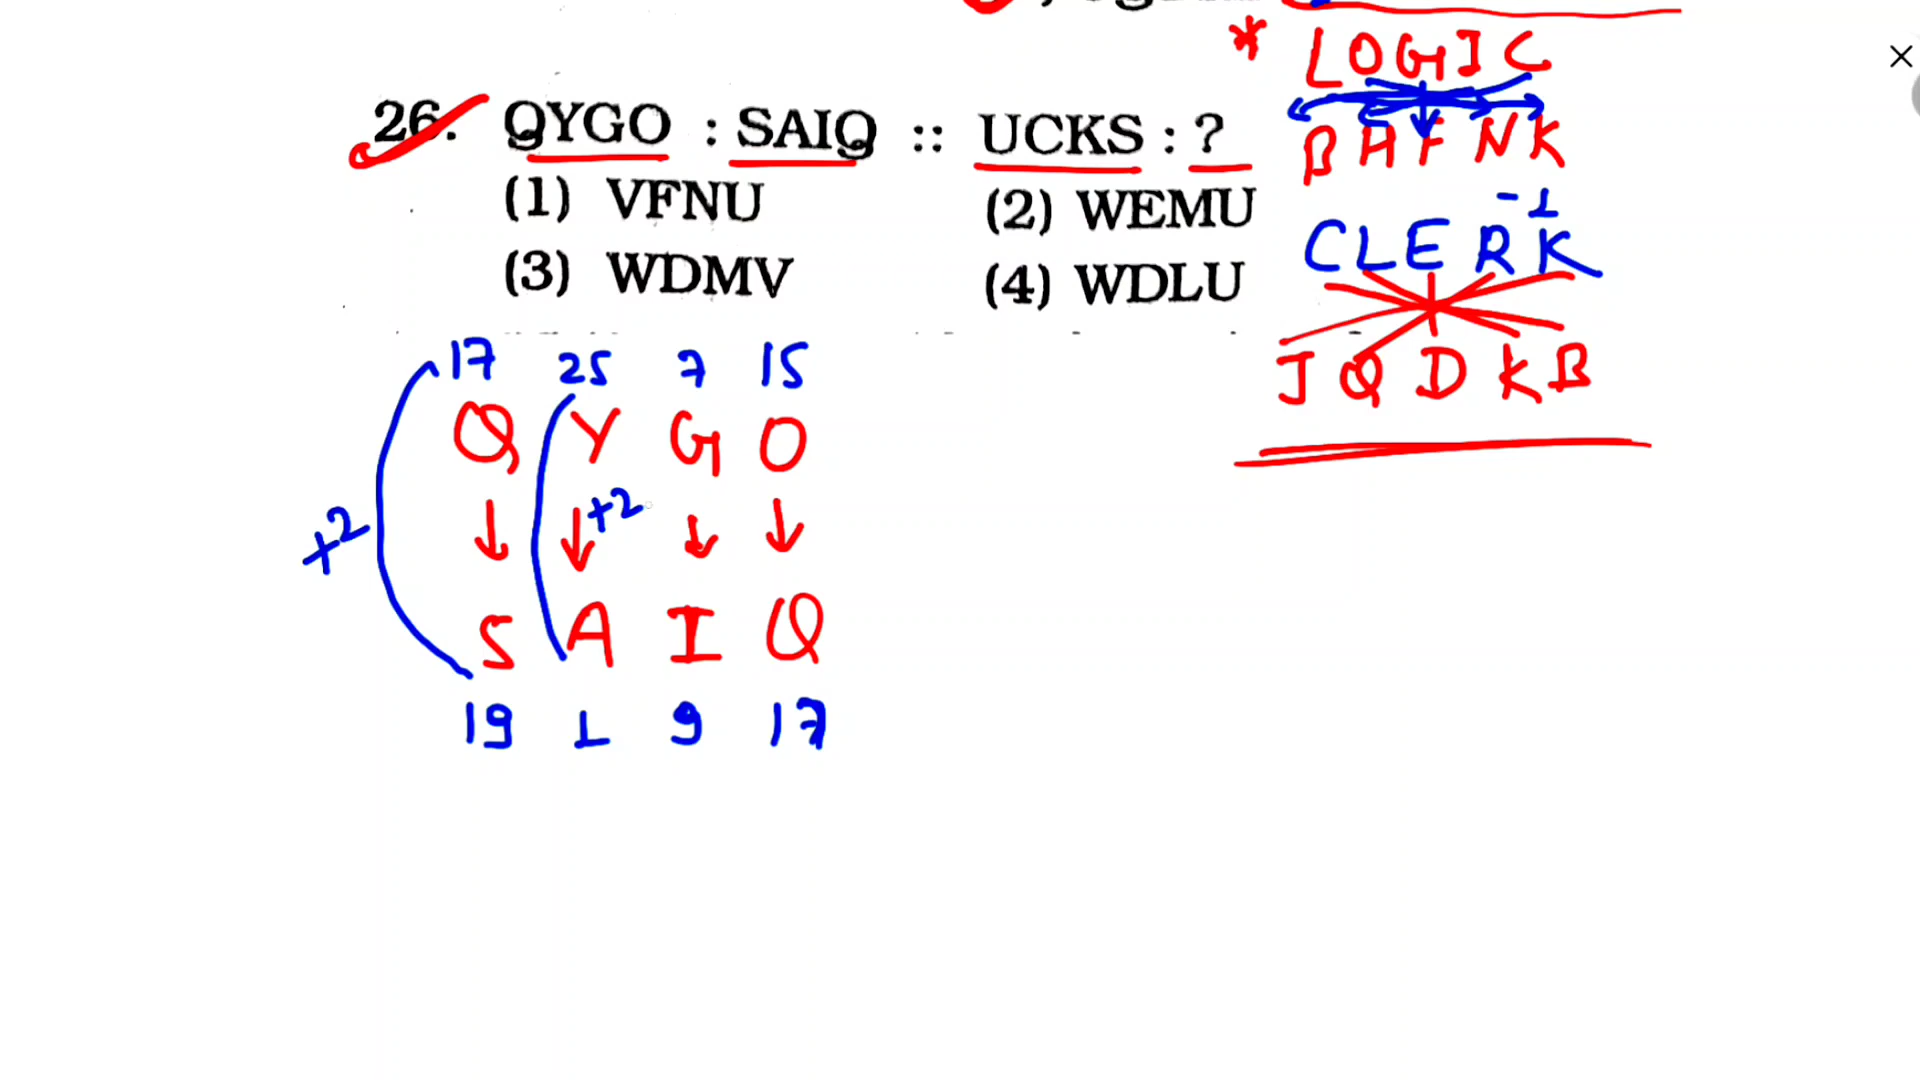 * LOGIC
26. QYGO : SAIQ :: UCKS : ?
BHFNK
(1) VFNU (2) WEMU
-1
CLERK
(3) WDMV (4) WDLU
JQDKB
17 25 7 15
Q Y G O
+2 +2
S A I Q
19 1 9 17